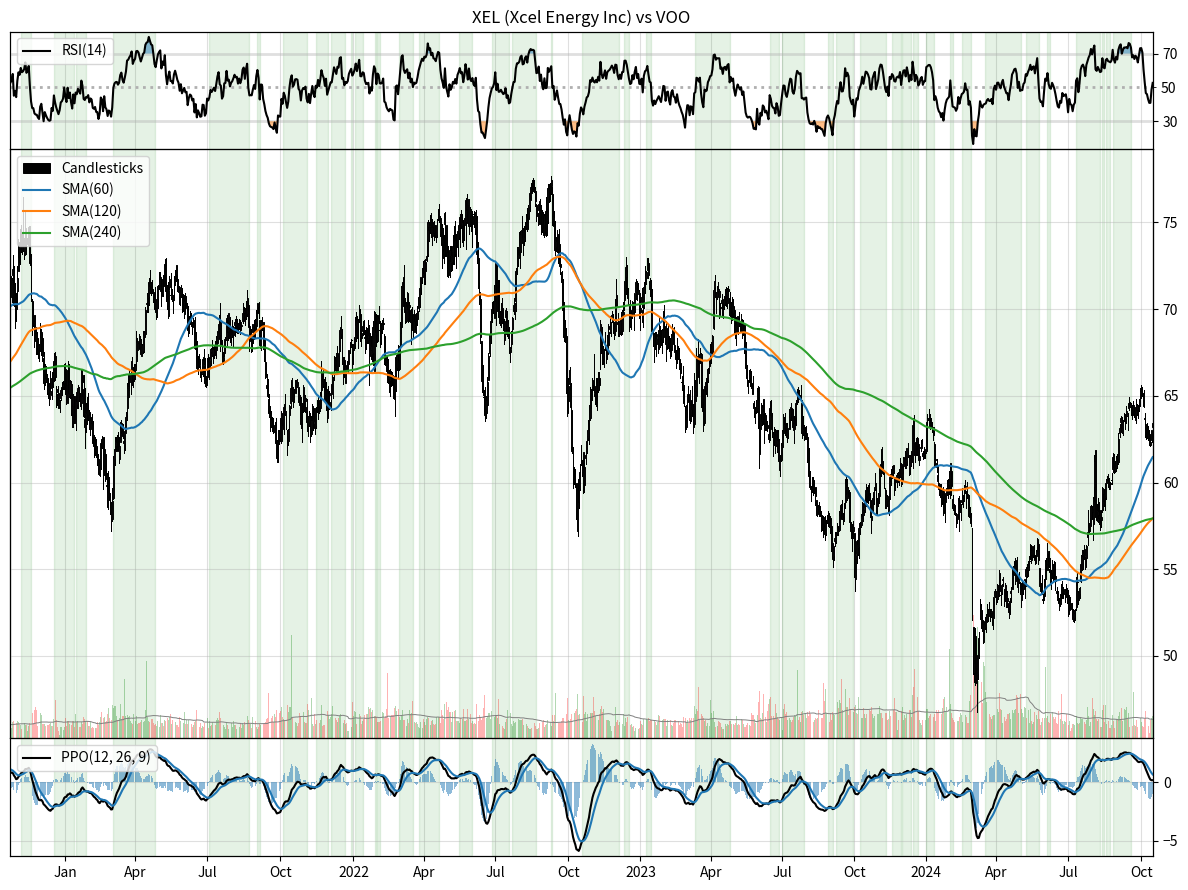 XEL (Xcel Energy Inc) vs VOO
RSI(14)
70
50
30
Candlesticks
SMA(60)
SMA(120)
SMA(240)
75
70
65
60
55
50
PPO(12, 26, 9)
0
−5
Jan Apr Jul Oct 2022 Apr Jul Oct 2023 Apr Jul Oct 2024 Apr Jul Oct